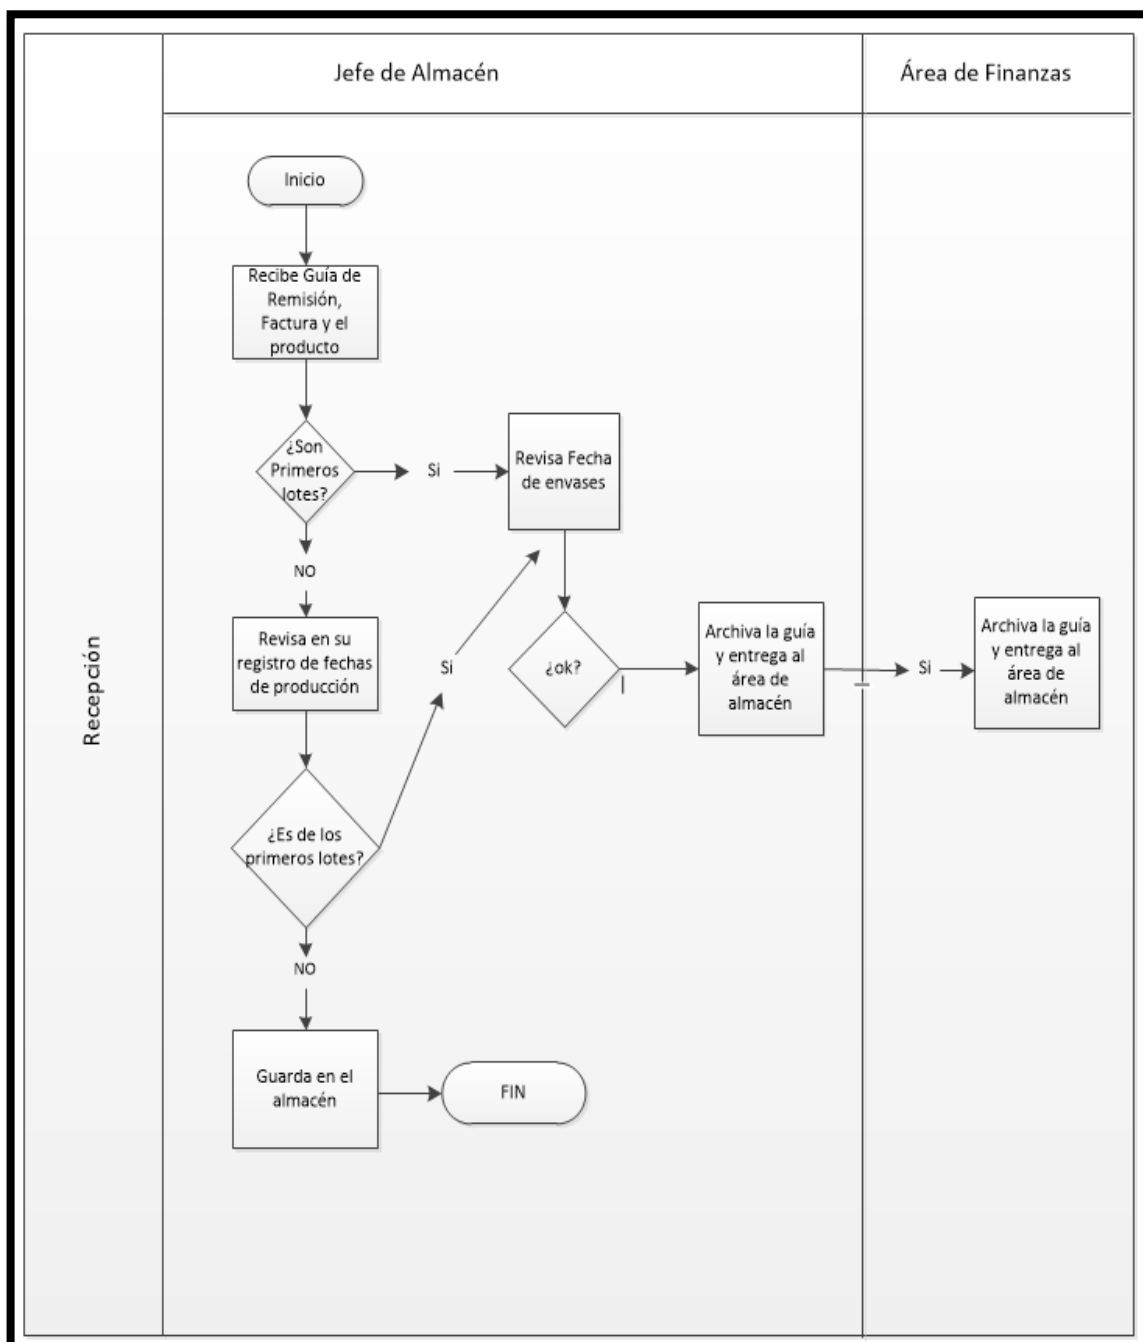 Jefe de Almacén
Área de Finanzas
Recepción
Inicio
Recibe Guía de
Remisión,
Factura y el
producto
¿Son
Primeros
lotes?
Si
Revisa Fecha
de envases
NO
Revisa en su
registro de fechas
de producción
Si
¿ok?
Archiva la guía
y entrega al
área de
almacén
Si
Archiva la guía
y entrega al
área de
almacén
¿Es de los
primeros lotes?
NO
Guarda en el
almacén
FIN